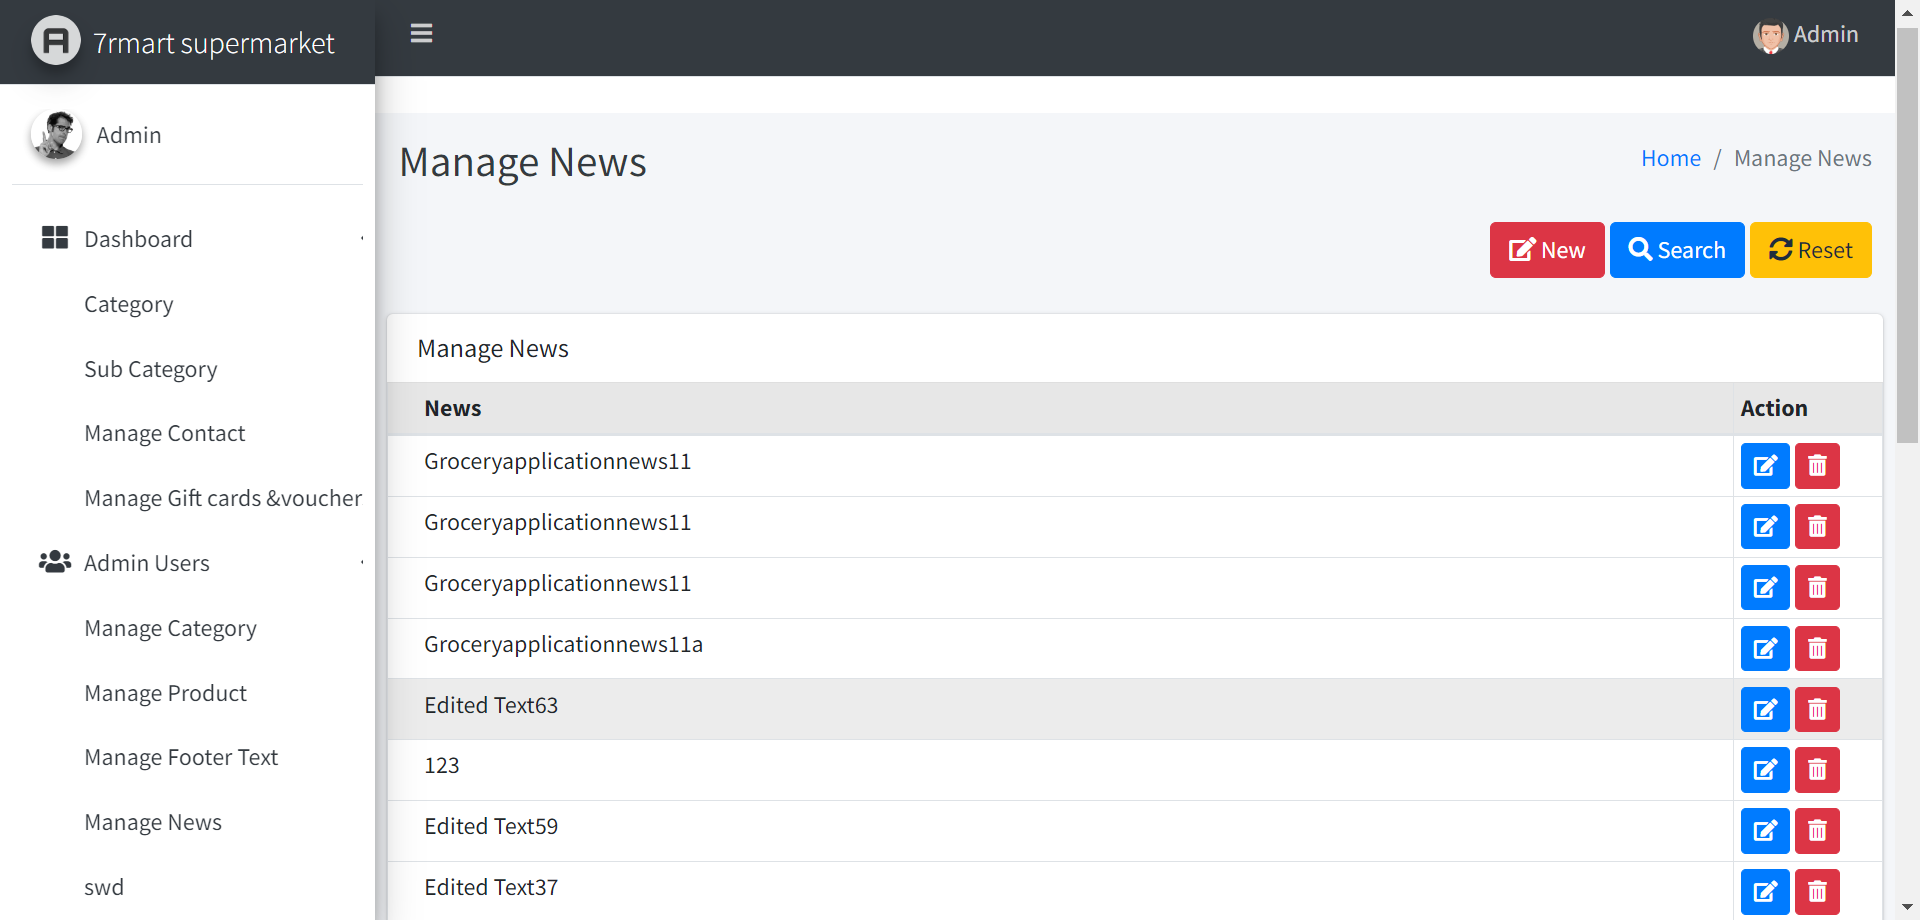 7rmart supermarket
Admin
Admin
Dashboard
Category
Sub Category
Manage Contact
Manage Gift cards &voucher
Admin Users
Manage Category
Manage Product
Manage Footer Text
Manage News
swd
Manage News
Home / Manage News
New Search Reset
Manage News
News Action
Groceryapplicationnews11
Groceryapplicationnews11
Groceryapplicationnews11
Groceryapplicationnews11a
Edited Text63
123
Edited Text59
Edited Text37